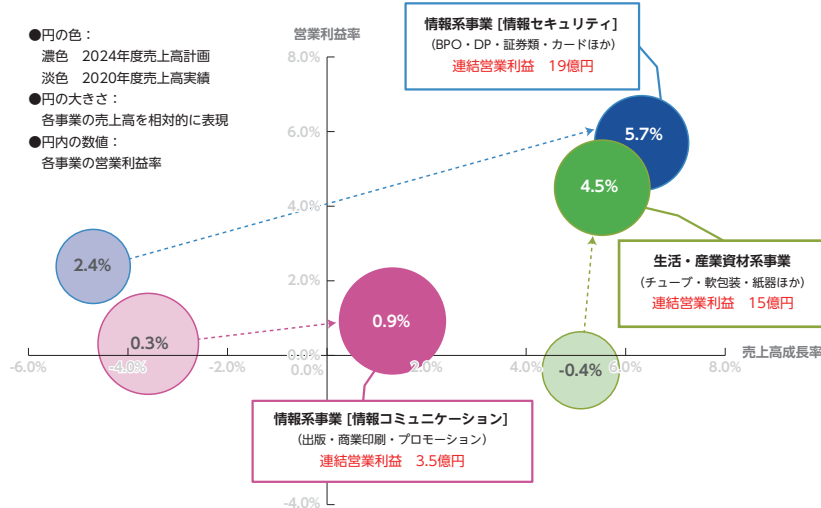 ●円の色：
濃色　2024年度売上高計画
淡色　2020年度売上高実績
●円の大きさ：
各事業の売上高を相対的に表現
●円内の数値：
各事業の営業利益率
営業利益率
8.0%
6.0%
4.0%
2.0%
0.0%
-4.0%
情報系事業 [情報セキュリティ]
（BPO・DP・証券類・カードほか）
連結営業利益　19億円
5.7%
4.5%
2.4%
0.3%
0.9%
-0.4%
生活・産業資材系事業
（チューブ・軟包装・紙器ほか）
連結営業利益　15億円
売上高成長率
-6.0%
-4.0%
-2.0%
0.0%
2.0%
4.0%
6.0%
8.0%
情報系事業 [情報コミュニケーション]
（出版・商業印刷・プロモーション）
連結営業利益　3.5億円